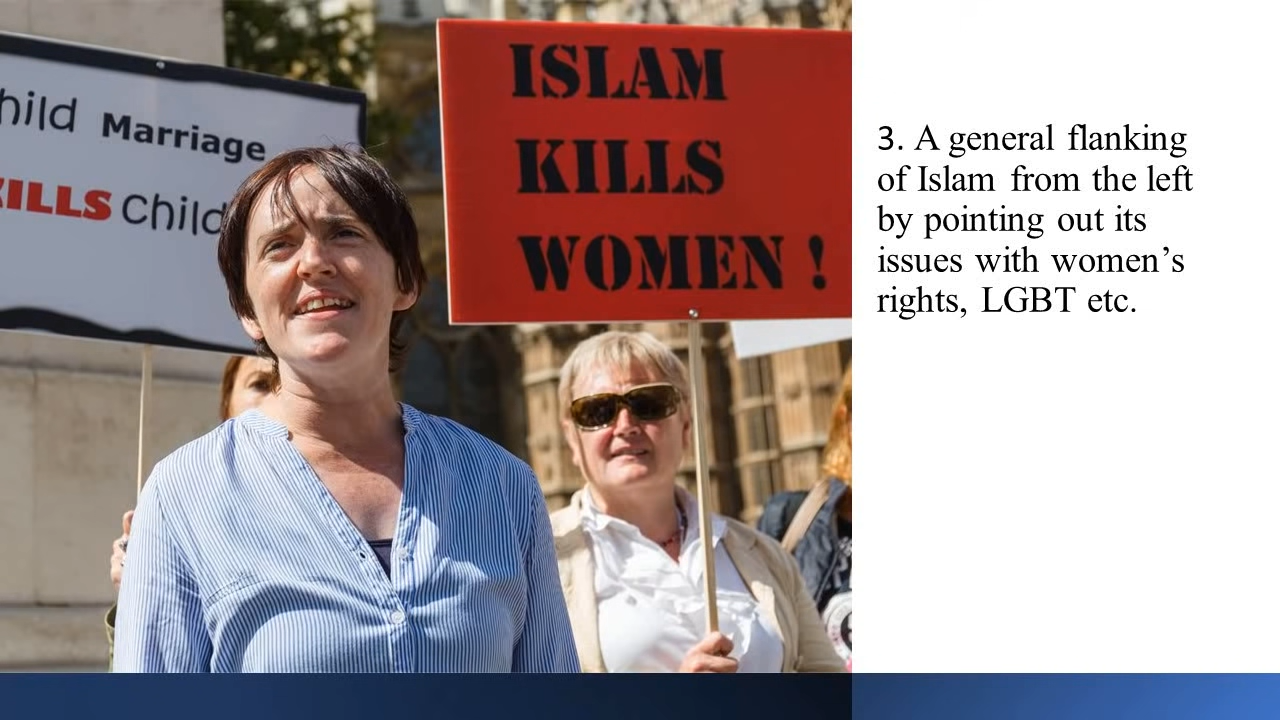 hild Marriage
KILLS Child
ISLAM
KILLS
WOMEN !
3. A general flanking
of Islam from the left
by pointing out its
issues with women’s
rights, LGBT etc.